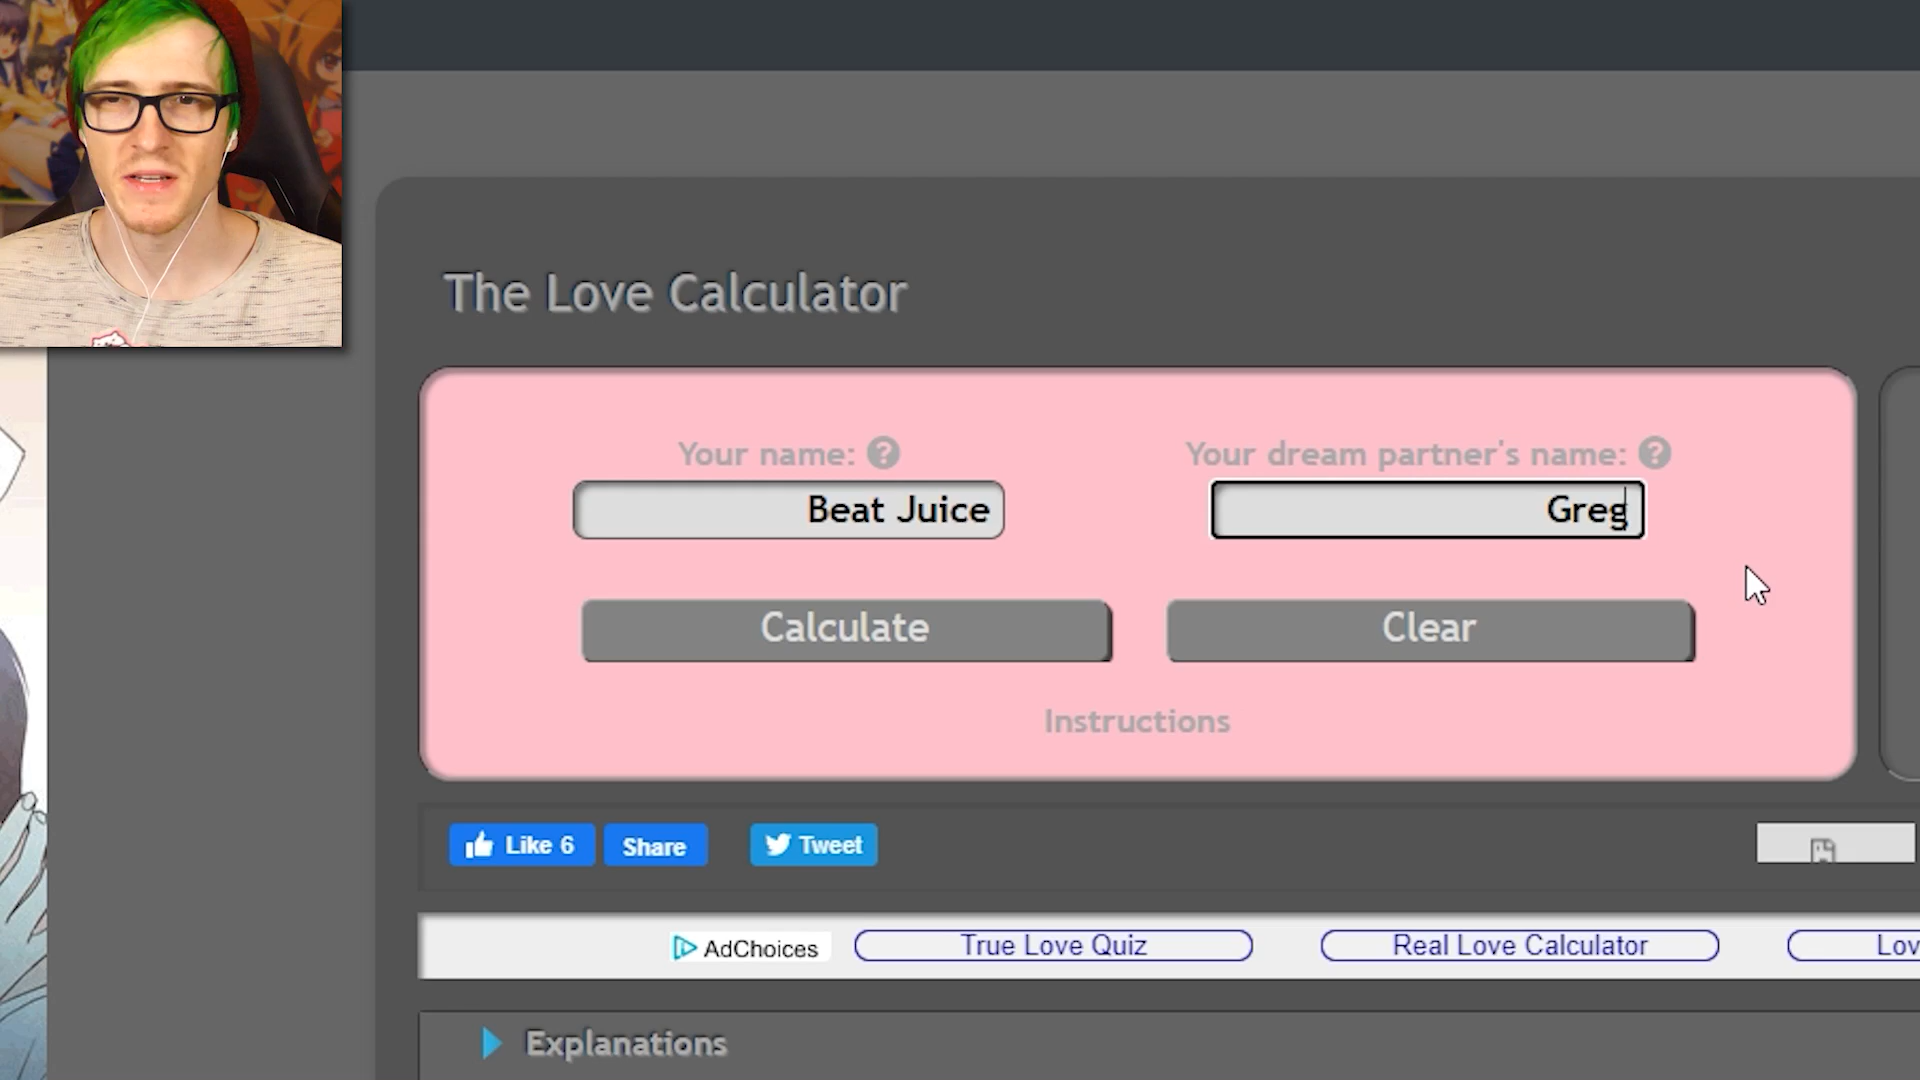 The Love Calculator
Your name: ?
Your dream partner's name: ?
Beat Juice
Greg
Calculate
Clear
Instructions
Like 6
Share
Tweet
AdChoices
True Love Quiz
Real Love Calculator
Lov
Explanations